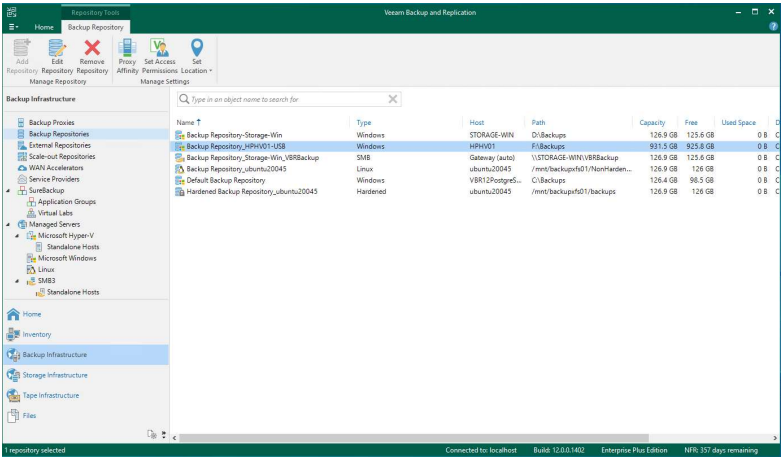 Repository Tools
Veeam Backup and Replication
Home Backup Repository
Add Repository
Edit Repository
Remove Repository
Proxy Affinity
Set Access Permissions
Set Location
Manage Repository
Manage Settings
Backup Infrastructure
Backup Proxies
Backup Repositories
External Repositories
Scale-out Repositories
WAN Accelerators
Service Providers
SureBackup
Application Groups
Virtual Labs
Managed Servers
Microsoft Hyper-V
Standalone Hosts
Microsoft Windows
Linux
SMB3
Standalone Hosts
Home
Inventory
Backup Infrastructure
Storage Infrastructure
Tape Infrastructure
Files
Type in an object name to search for
Name ↑ Type Host Path Capacity Free Used Space D
Backup Repository-Storage-Win Windows STORAGE-WIN D:\Backups 126.9 GB 125.6 GB 0 B C
Backup Repository_HPHV01-USB Windows HPHV01 F:\Backups 931.5 GB 925.8 GB 0 B C
Backup Repository_Storage-Win_VBRBackup SMB Gateway (auto) \\STORAGE-WIN\VBRBackup 126.9 GB 125.6 GB 0 B C
Backup Repository_ubuntu20045 Linux ubuntu20045 /mnt/backupxfs01/NonHarden... 126.9 GB 126 GB 0 B C
Default Backup Repository Windows VBR12PostgreS... C:\Backups 126.4 GB 98.5 GB 0 B C
Hardened Backup Repository_ubuntu20045 Hardened ubuntu20045 /mnt/backupxfs01/backups 126.9 GB 126 GB 0 B C
1 repository selected
Connected to: localhost Build: 12.0.0.1402 Enterprise Plus Edition NFR: 357 days remaining